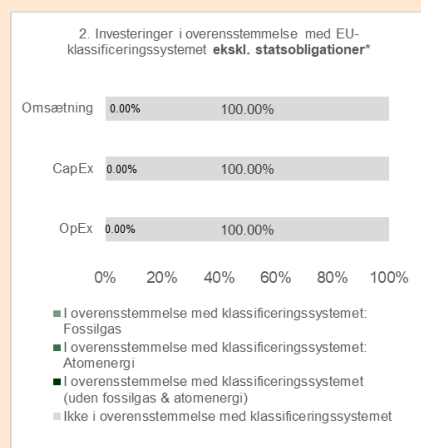 2. Investeringer i overensstemmelse med EU-
klassificeringssystemet ekskl. statsobligationer*
Omsætning 0.00% 100.00%
CapEx 0.00% 100.00%
OpEx 0.00% 100.00%
0% 20% 40% 60% 80% 100%
I overensstemmelse med klassificeringssystemet:
Fossilgas
I overensstemmelse med klassificeringssystemet:
Atomenergi
I overensstemmelse med klassificeringssystemet
(uden fossilgas & atomenergi)
Ikke i overensstemmelse med klassificeringssystemet